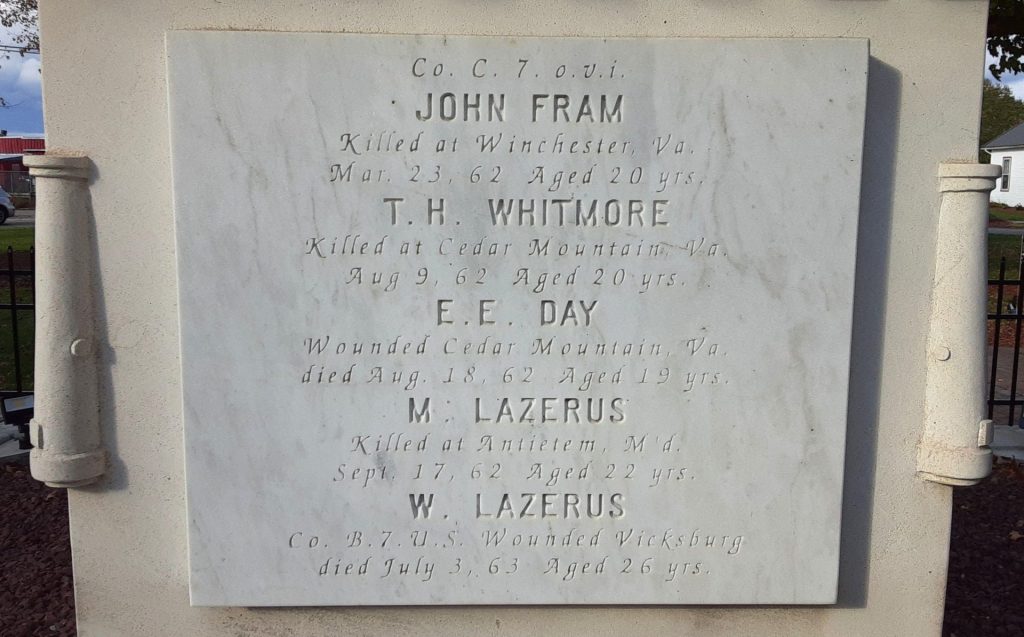 Co. C. 7. o.v.i.
JOHN FRAM
Killed at Winchester, Va.
Mar. 23, 62 Aged 20 yrs.
T. H. WHITMORE
Killed at Cedar Mountain, Va.
Aug 9, 62 Aged 20 yrs.
E. E. DAY
Wounded Cedar Mountain, Va.
died Aug. 18, 62 Aged 19 yrs.
M. LAZERUS
Killed at Antietem, M'd.
Sept. 17, 62 Aged 22 yrs.
W. LAZERUS
Co. B. 7. U.S. Wounded Vicksburg
died July 3, 63 Aged 26 yrs.